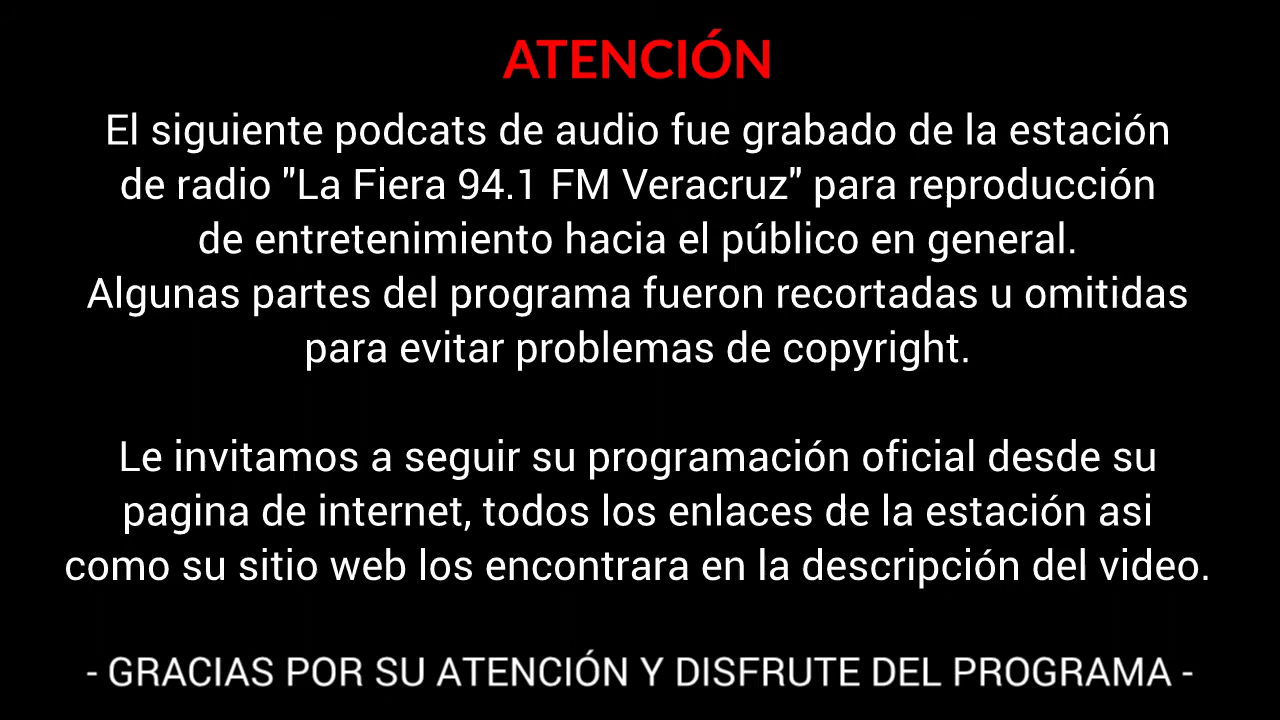 ATENCIÓN
El siguiente podcats de audio fue grabado de la estación
de radio "La Fiera 94.1 FM Veracruz" para reproducción
de entretenimiento hacia el público en general.
Algunas partes del programa fueron recortadas u omitidas
para evitar problemas de copyright.
Le invitamos a seguir su programación oficial desde su
pagina de internet, todos los enlaces de la estación asi
como su sitio web los encontrara en la descripción del video.
- GRACIAS POR SU ATENCIÓN Y DISFRUTE DEL PROGRAMA -